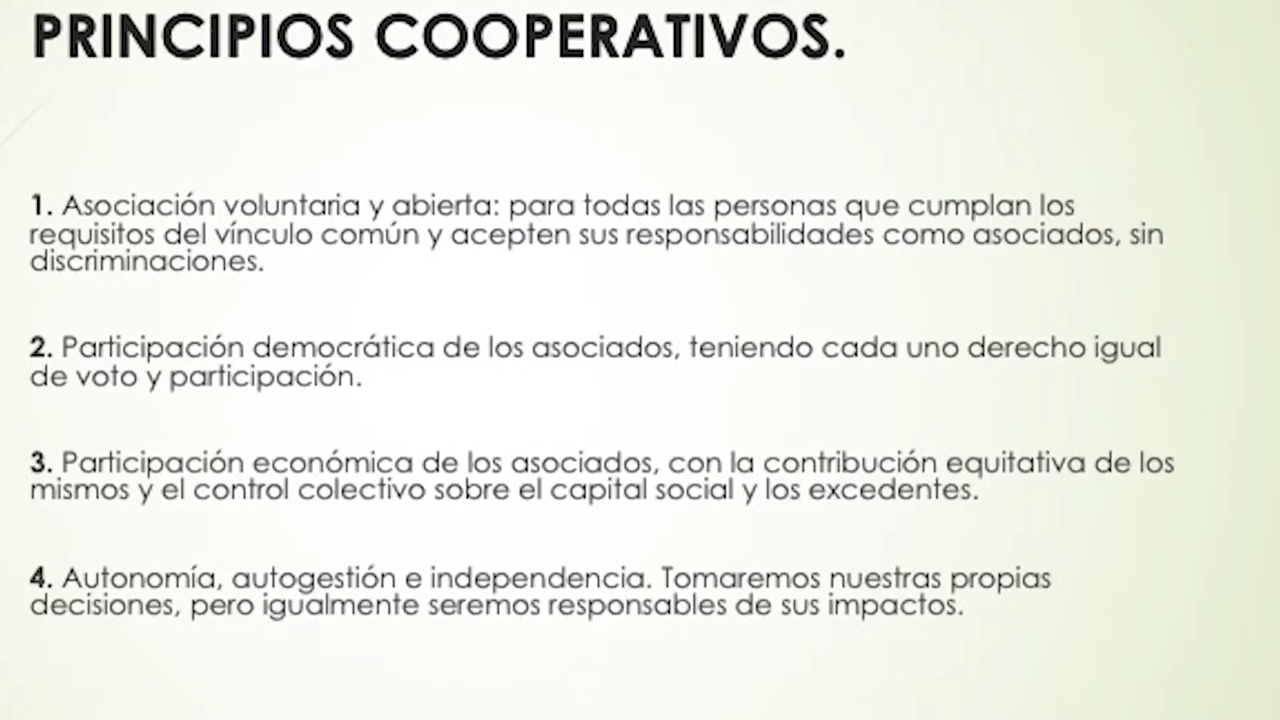 PRINCIPIOS COOPERATIVOS.
1. Asociación voluntaria y abierta: para todas las personas que cumplan los
requisitos del vínculo común y acepten sus responsabilidades como asociados, sin
discriminaciones.
2. Participación democrática de los asociados, teniendo cada uno derecho igual
de voto y participación.
3. Participación económica de los asociados, con la contribución equitativa de los
mismos y el control colectivo sobre el capital social y los excedentes.
4. Autonomía, autogestión e independencia. Tomaremos nuestras propias
decisiones, pero igualmente seremos responsables de sus impactos.